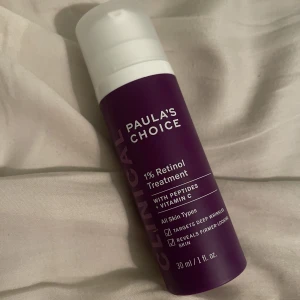 CLINICAL
PAULA'S
CHOICE
1% Retinol
Treatment
WITH PEPTIDES
+ VITAMIN C
All Skin Types
TARGETS DEEP WRINKLES
REVEALS FIRMER-LOOKING
SKIN
30 ml / 1 fl. oz.